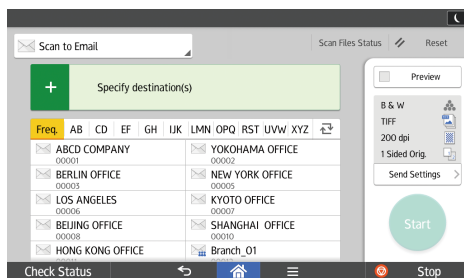 Scan to Email
Scan Files Status
Reset
+ Specify destination(s)
Preview
Freq. AB CD EF GH IJK LMN OPQ RST UVW XYZ
ABCD COMPANY
00001
YOKOHAMA OFFICE
00002
BERLIN OFFICE
00003
NEW YORK OFFICE
00005
LOS ANGELES
00006
KYOTO OFFICE
00007
BEIJING OFFICE
00008
SHANGHAI OFFICE
00010
HONG KONG OFFICE
Branch_01
B & W
TIFF
200 dpi
1 Sided Orig.
Send Settings
Start
Check Status
Stop